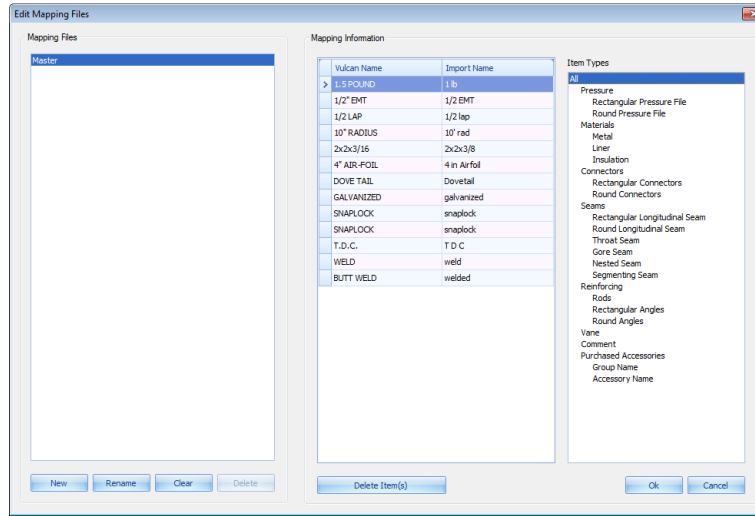 Edit Mapping Files
Mapping Files
Master
New Rename Clear Delete
Mapping Information
Vulcan Name Import Name
1.5 POUND 1 lb
1/2" EMT 1/2 EMT
1/2 LAP 1/2 lap
10" RADIUS 10' rad
2x2x3/16 2x2x3/8
4" AIR-FOIL 4 in Airfoil
DOVE TAIL Dovetail
GALVANIZED galvanized
SNAPLOCK snaplock
SNAPLOCK snaplock
T.D.C. T D C
WELD weld
BUTT WELD welded
Delete Item(s)
Item Types
All
Pressure
Rectangular Pressure File
Round Pressure File
Materials
Metal
Liner
Insulation
Connectors
Rectangular Connectors
Round Connectors
Seams
Rectangular Longitudinal Seam
Round Longitudinal Seam
Throat Seam
Gore Seam
Nested Seam
Segmenting Seam
Reinforcing
Rods
Rectangular Angles
Round Angles
Vane
Comment
Purchased Accessories
Group Name
Accessory Name
Ok Cancel